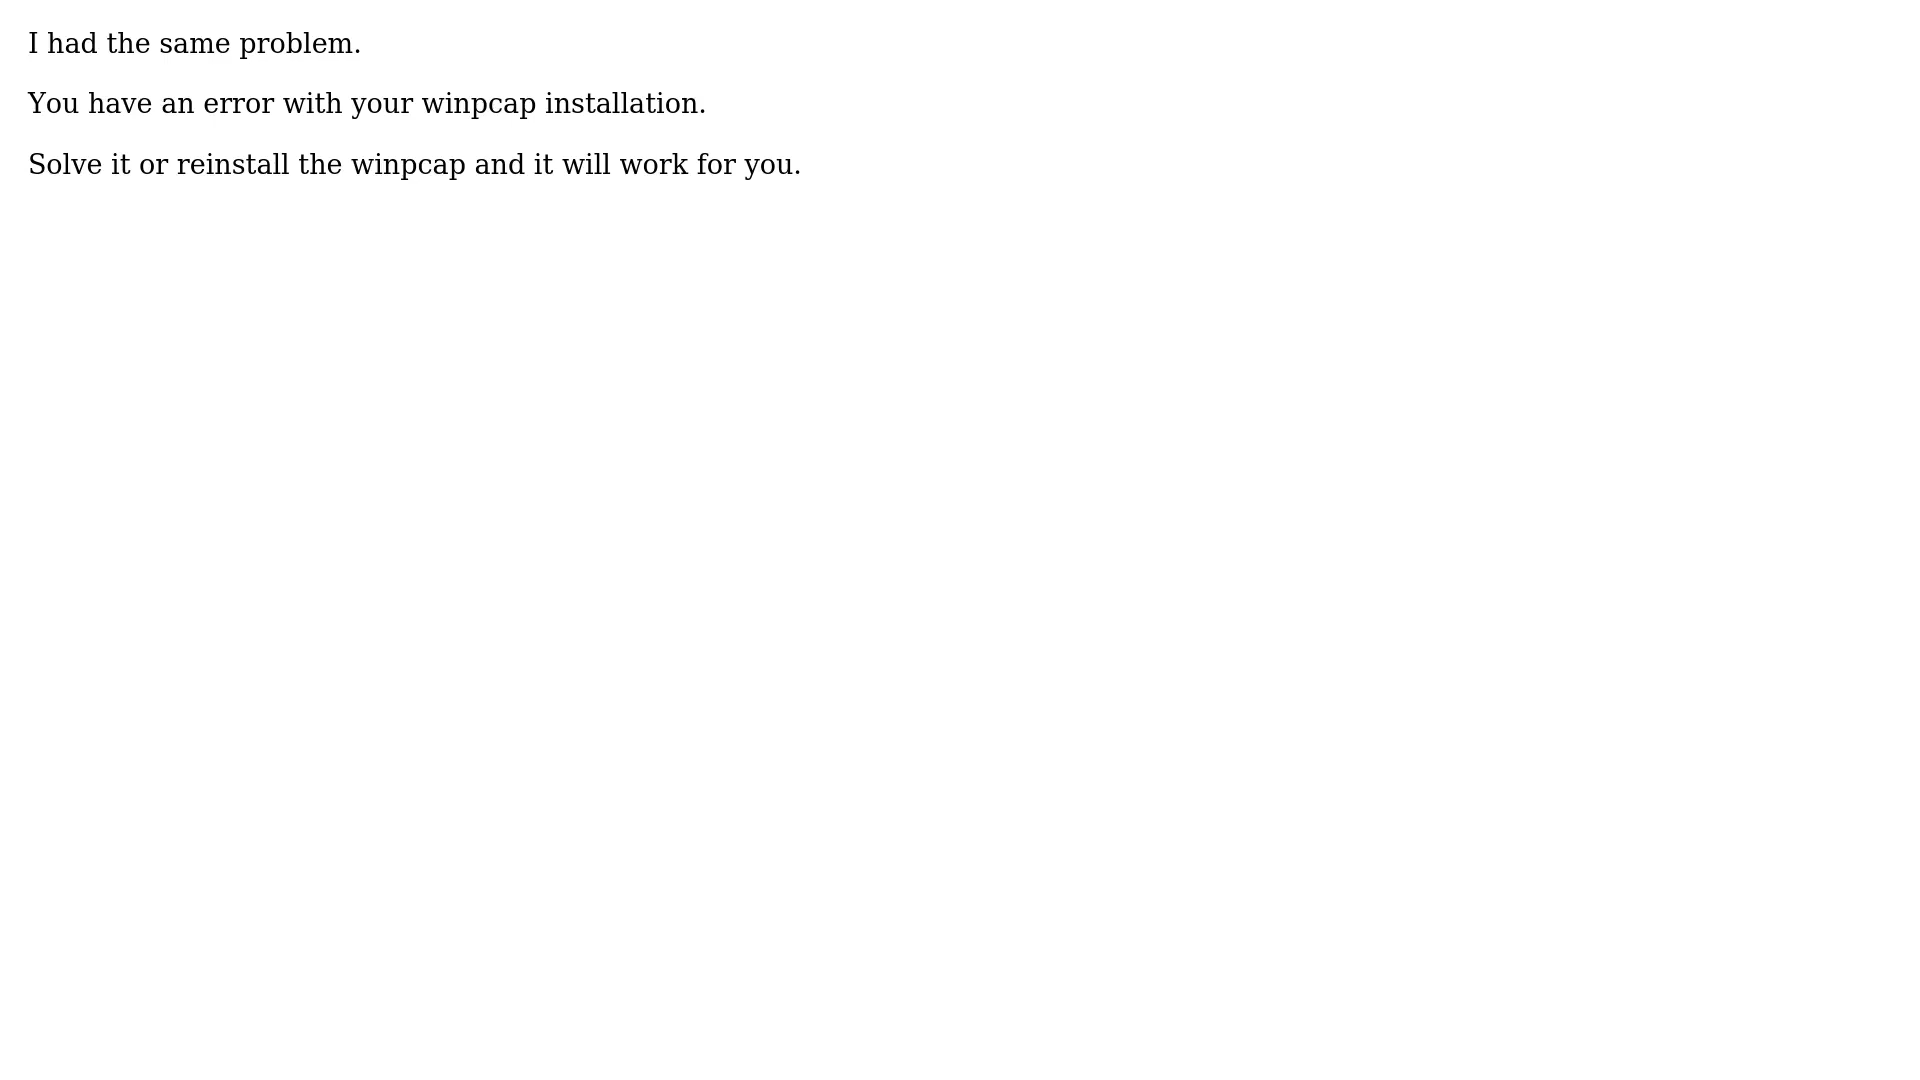 I had the same problem.
You have an error with your winpcap installation.
Solve it or reinstall the winpcap and it will work for you.